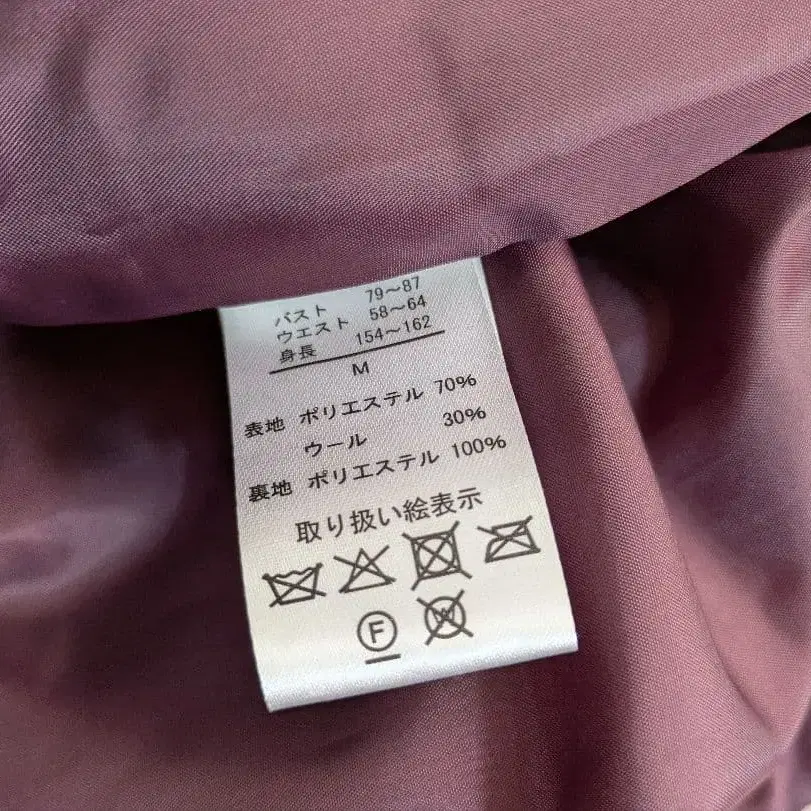 バスト 79～87
ウエスト 58～64
身長 154～162
M
表地 ポリエステル 70%
ウール 30%
裏地 ポリエステル 100%
取り扱い絵表示
F W